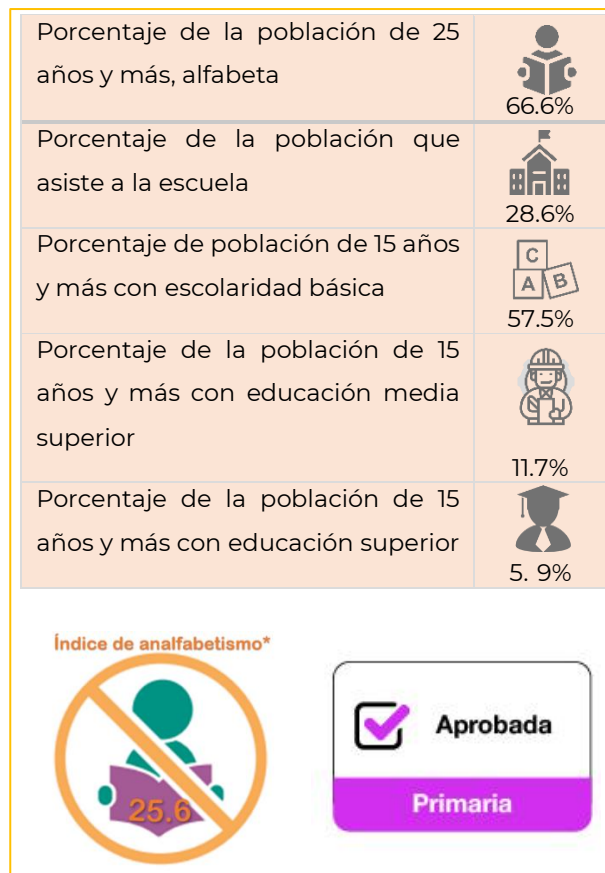 Porcentaje de la población de 25
años y más, alfabeta
66.6%
Porcentaje de la población que
asiste a la escuela
28.6%
Porcentaje de población de 15 años
y más con escolaridad básica
C
A B
57.5%
Porcentaje de la población de 15
años y más con educación media
superior
11.7%
Porcentaje de la población de 15
años y más con educación superior
5. 9%
Índice de analfabetismo*
25.6
Aprobada
Primaria